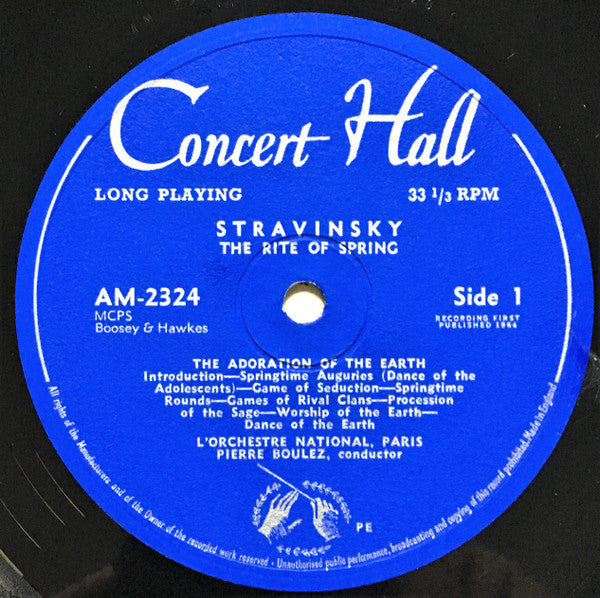 Concert Hall
LONG PLAYING 33 1/3 RPM
STRAVINSKY
THE RITE OF SPRING
AM-2324 Side 1
MCPS RECORDING FIRST
Boosey & Hawkes PUBLISHED 1964
THE ADORATION OF THE EARTH
Introduction—Springtime Auguries (Dance of the
Adolescents)—Game of Seduction—Springtime
Rounds—Games of Rival Clans—Procession
of the Sage—Worship of the Earth—
Dance of the Earth
L'ORCHESTRE NATIONAL, PARIS
PIERRE BOULEZ, conductor
PE
All rights of the Manufacturers and of the Owner of the recorded work reserved - Unauthorised public performance, broadcasting and copying of this record prohibited. Made in England